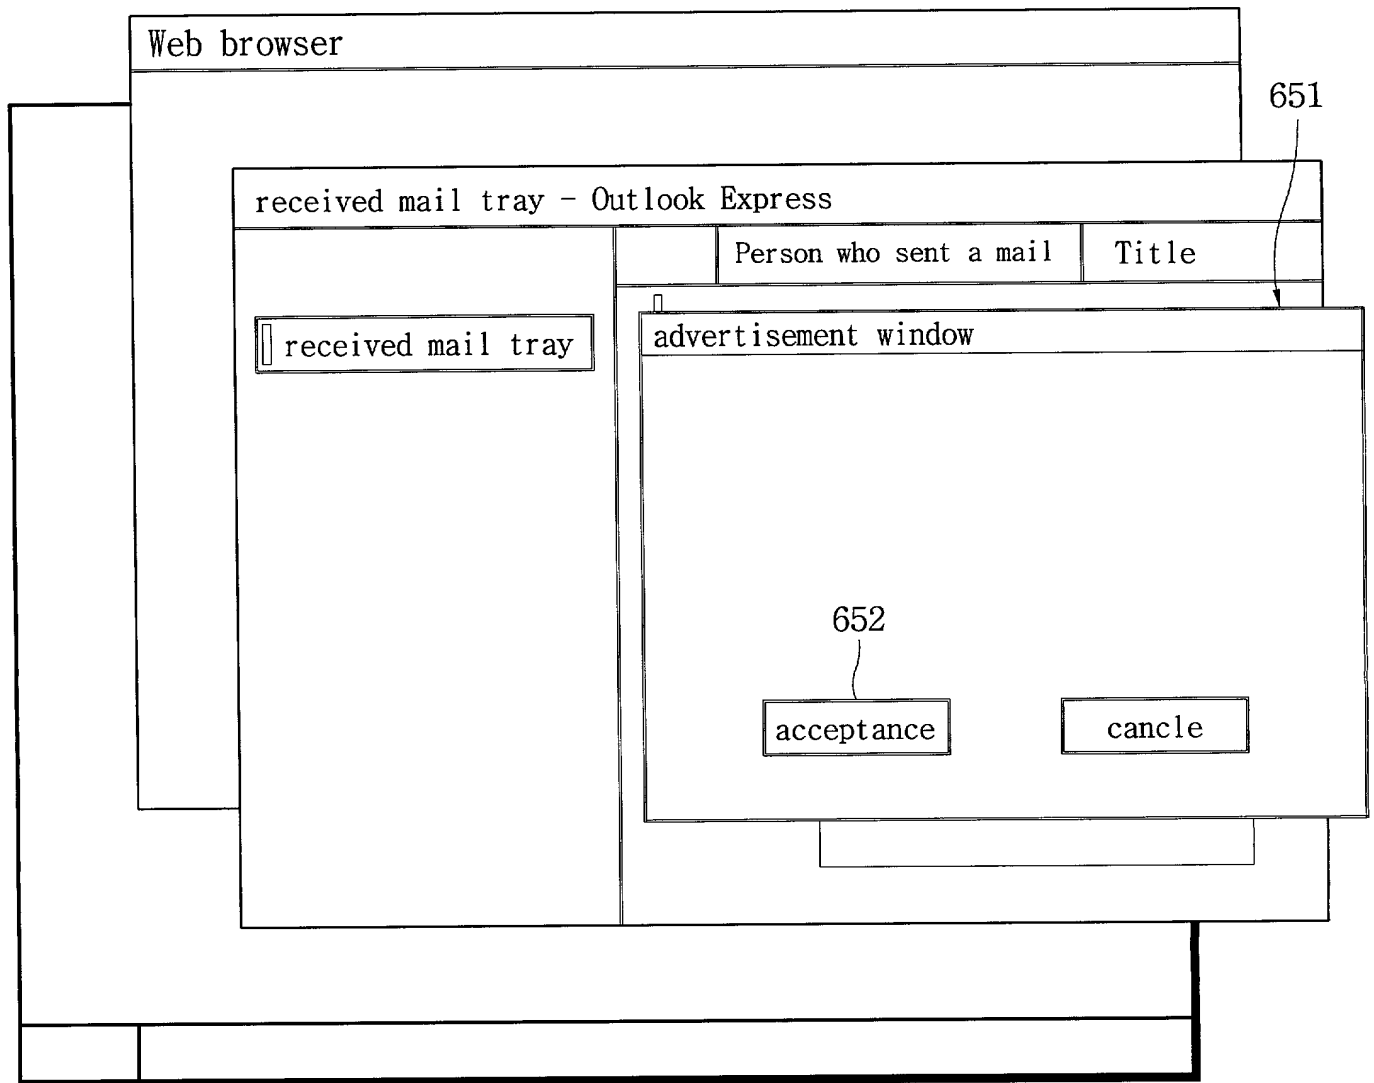 Web browser
651
received mail tray - Outlook Express
Person who sent a mail
Title
received mail tray
advertisement window
652
acceptance
cancle